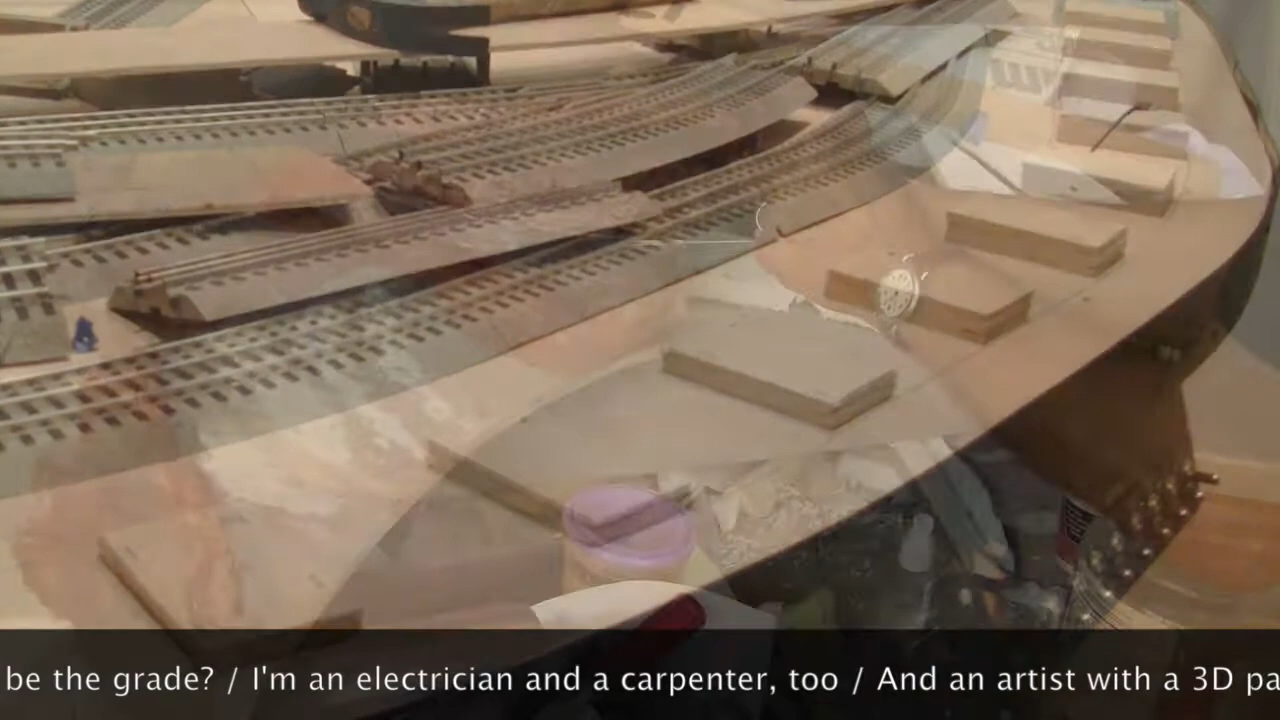 be the grade? / I'm an electrician and a carpenter, too / And an artist with a 3D